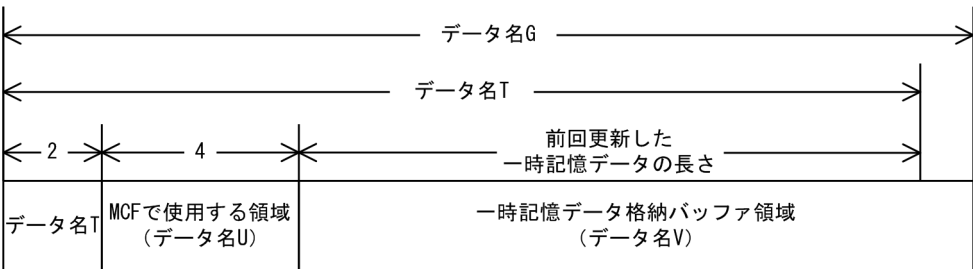 データ名G
データ名T
2
4
前回更新した
一時記憶データの長さ
データ名T
MCFで使用する領域
(データ名U)
一時記憶データ格納バッファ領域
(データ名V)